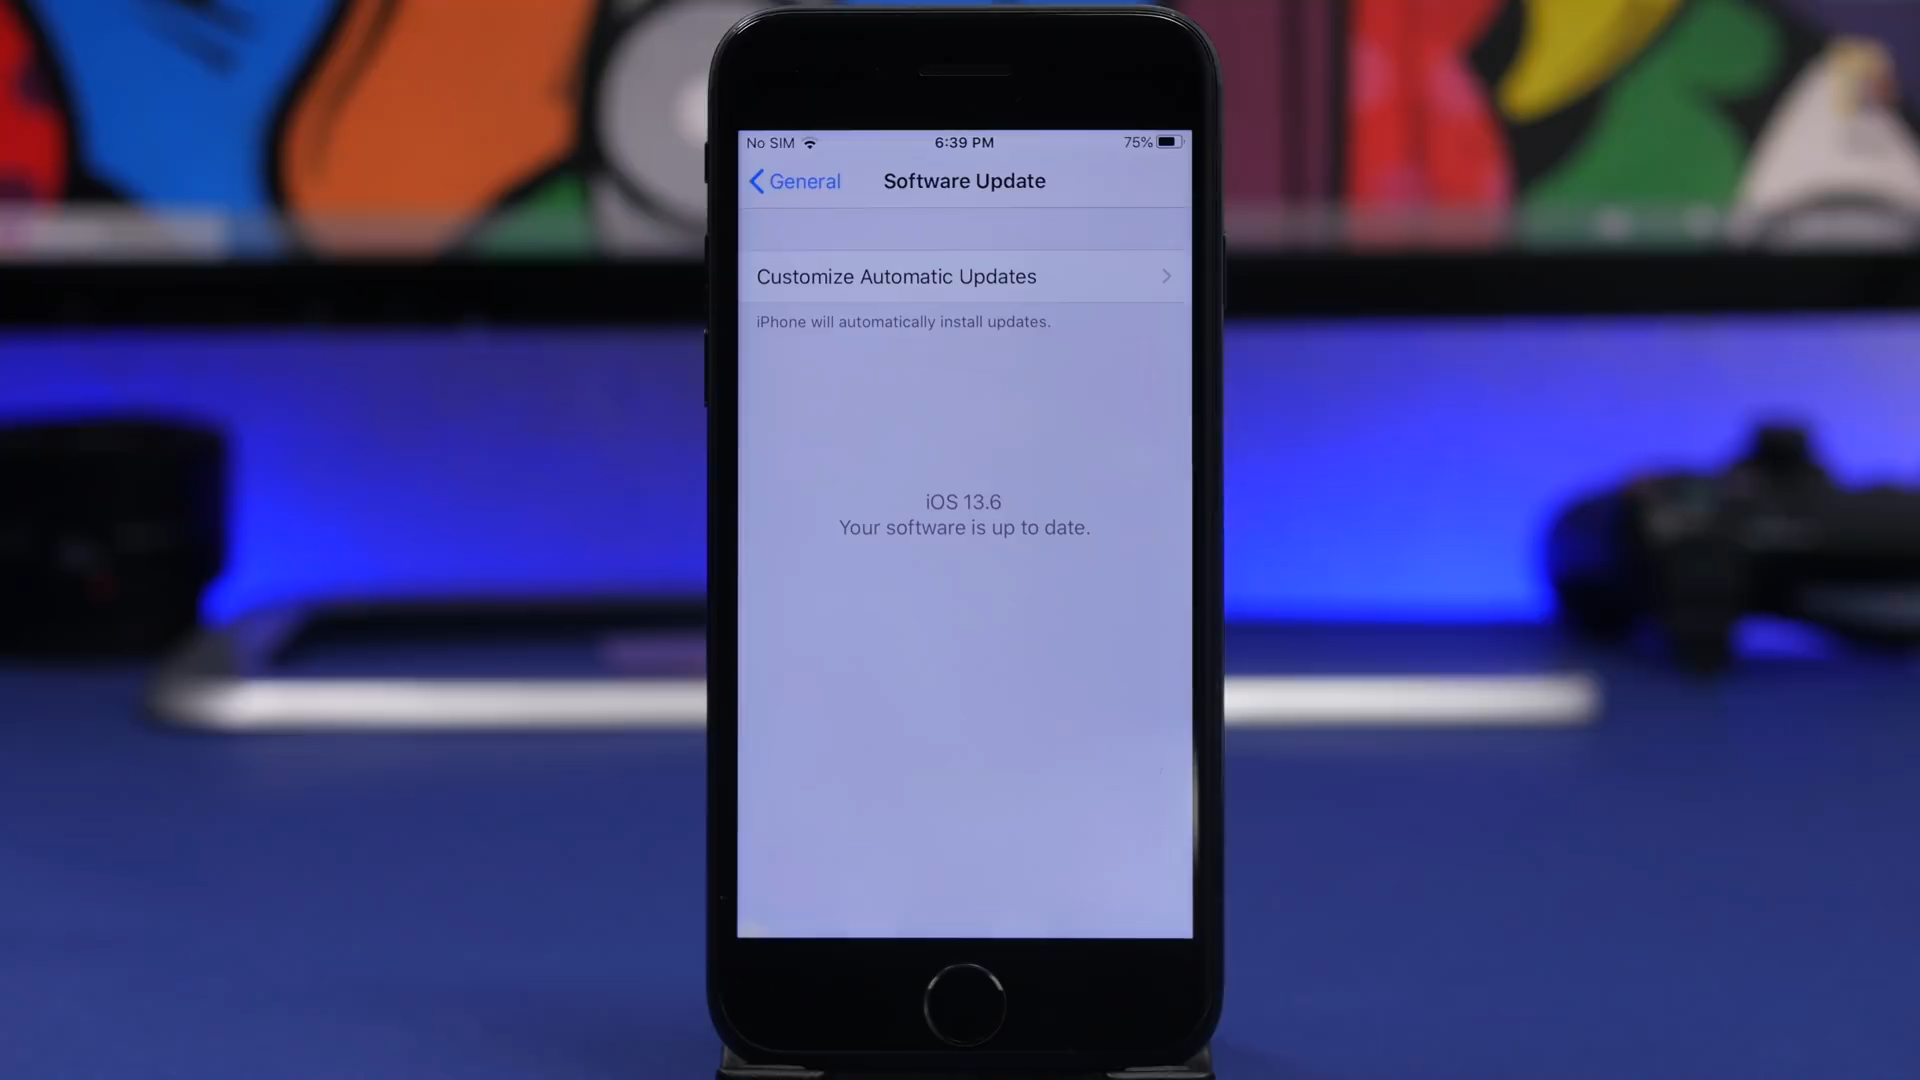 No SIM
6:39 PM
75%
General
Software Update
Customize Automatic Updates
iPhone will automatically install updates.
iOS 13.6
Your software is up to date.